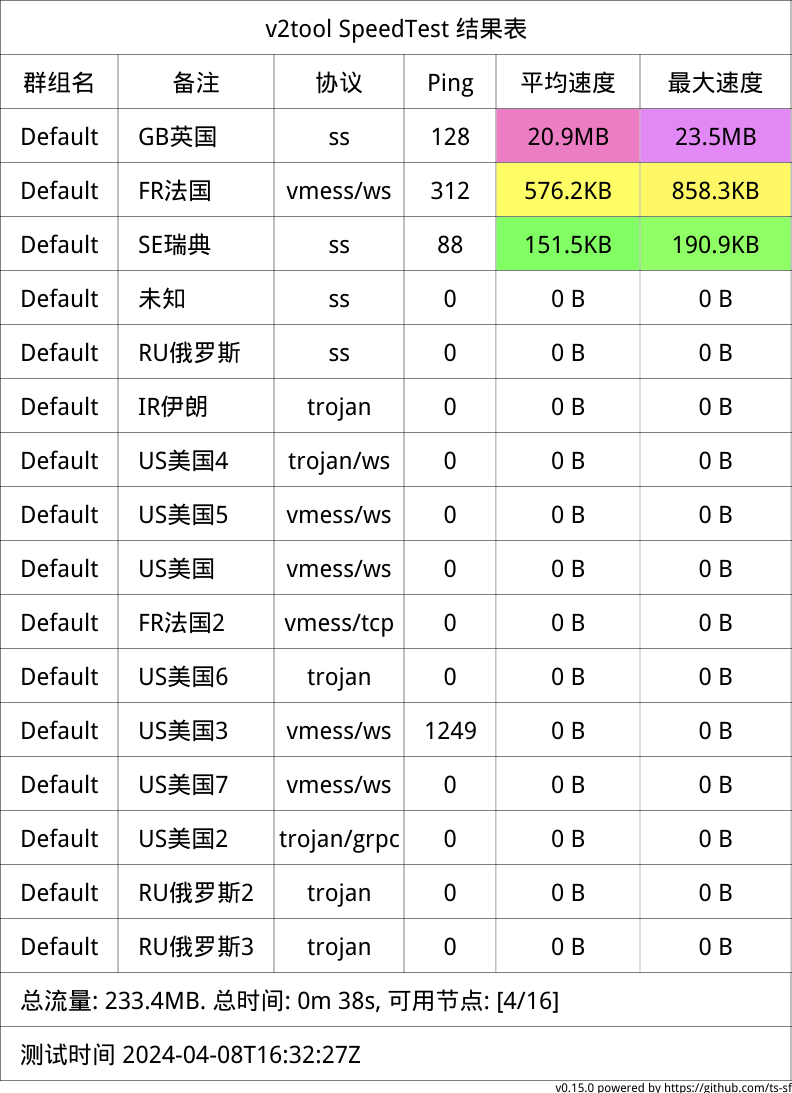 v2tool SpeedTest 结果表
群组名 备注 协议 Ping 平均速度 最大速度
Default GB英国 ss 128 20.9MB 23.5MB
Default FR法国 vmess/ws 312 576.2KB 858.3KB
Default SE瑞典 ss 88 151.5KB 190.9KB
Default 未知 ss 0 0 B 0 B
Default RU俄罗斯 ss 0 0 B 0 B
Default IR伊朗 trojan 0 0 B 0 B
Default US美国4 trojan/ws 0 0 B 0 B
Default US美国5 vmess/ws 0 0 B 0 B
Default US美国 vmess/ws 0 0 B 0 B
Default FR法国2 vmess/tcp 0 0 B 0 B
Default US美国6 trojan 0 0 B 0 B
Default US美国3 vmess/ws 1249 0 B 0 B
Default US美国7 vmess/ws 0 0 B 0 B
Default US美国2 trojan/grpc 0 0 B 0 B
Default RU俄罗斯2 trojan 0 0 B 0 B
Default RU俄罗斯3 trojan 0 0 B 0 B
总流量: 233.4MB. 总时间: 0m 38s, 可用节点: [4/16]
测试时间 2024-04-08T16:32:27Z
v0.15.0 powered by https://github.com/ts-sf